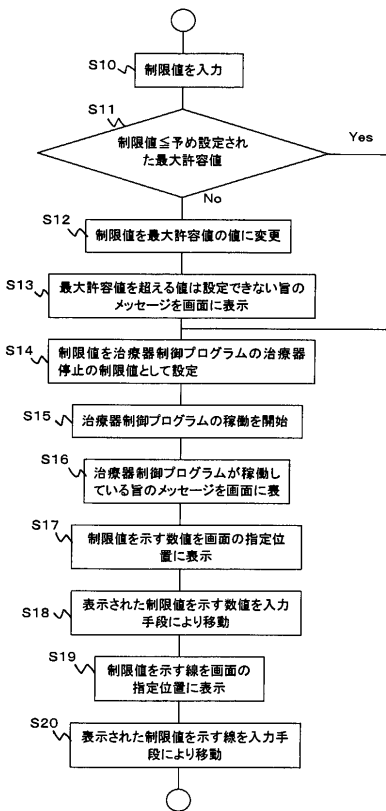 S10
制限値を入力
S11
制限値≦予め設定され
た最大許容値
Yes
No
S12
制限値を最大許容値の値に変更
S13
最大許容値を超える値は設定できない旨の
メッセージを画面に表示
S14
制限値を治療器制御プログラムの治療器
停止の制限値として設定
S15
治療器制御プログラムの稼働を開始
S16
治療器制御プログラムが稼働し
ている旨のメッセージを画面に表
S17
制限値を示す数値を画面の指定位
置に表示
S18
表示された制限値を示す数値を入力
手段により移動
S19
制限値を示す線を画面の
指定位置に表示
S20
表示された制限値を示す線を入力手
段により移動